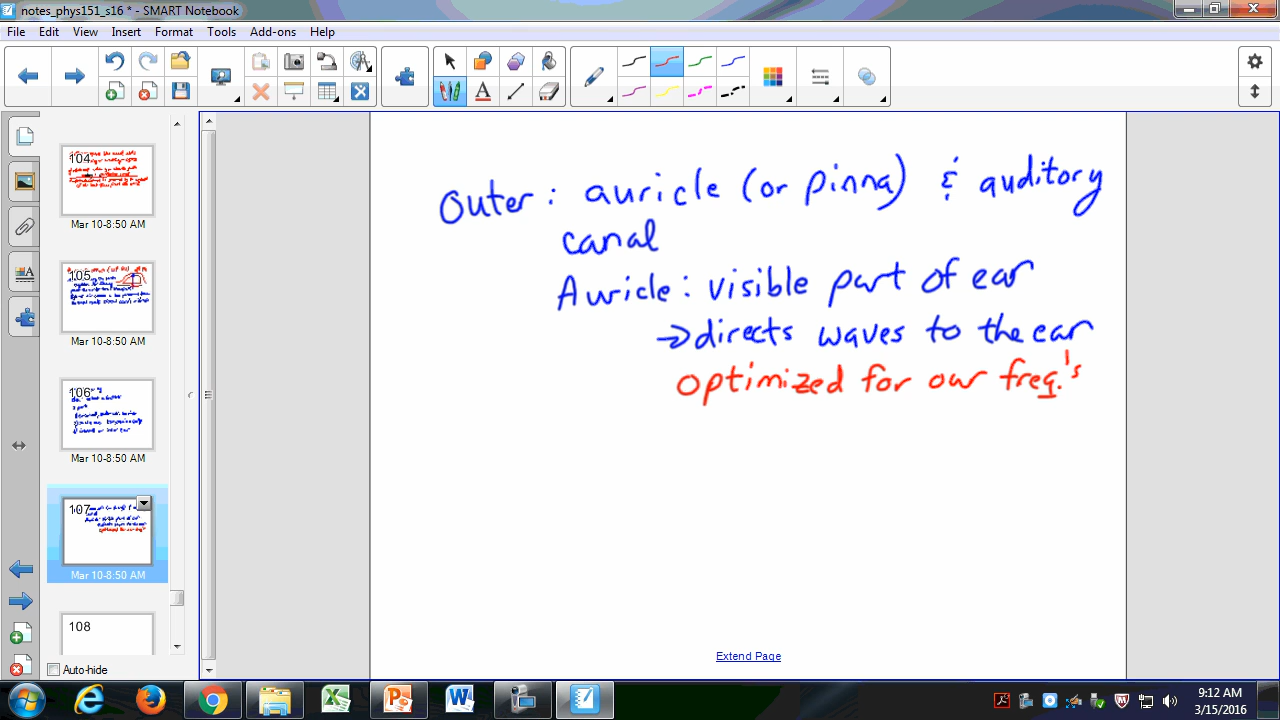 notes_phys151_s16 * - SMART Notebook
File Edit View Insert Format Tools Add-ons Help
104
Mar 10-8:50 AM
105
Mar 10-8:50 AM
106
Mar 10-8:50 AM
107
Mar 10-8:50 AM
108
Auto-hide
Outer : auricle (or pinna) & auditory
canal
Auricle : visible part of ear
→ directs waves to the ear
optimized for our freq.'s
Extend Page
9:12 AM
3/15/2016